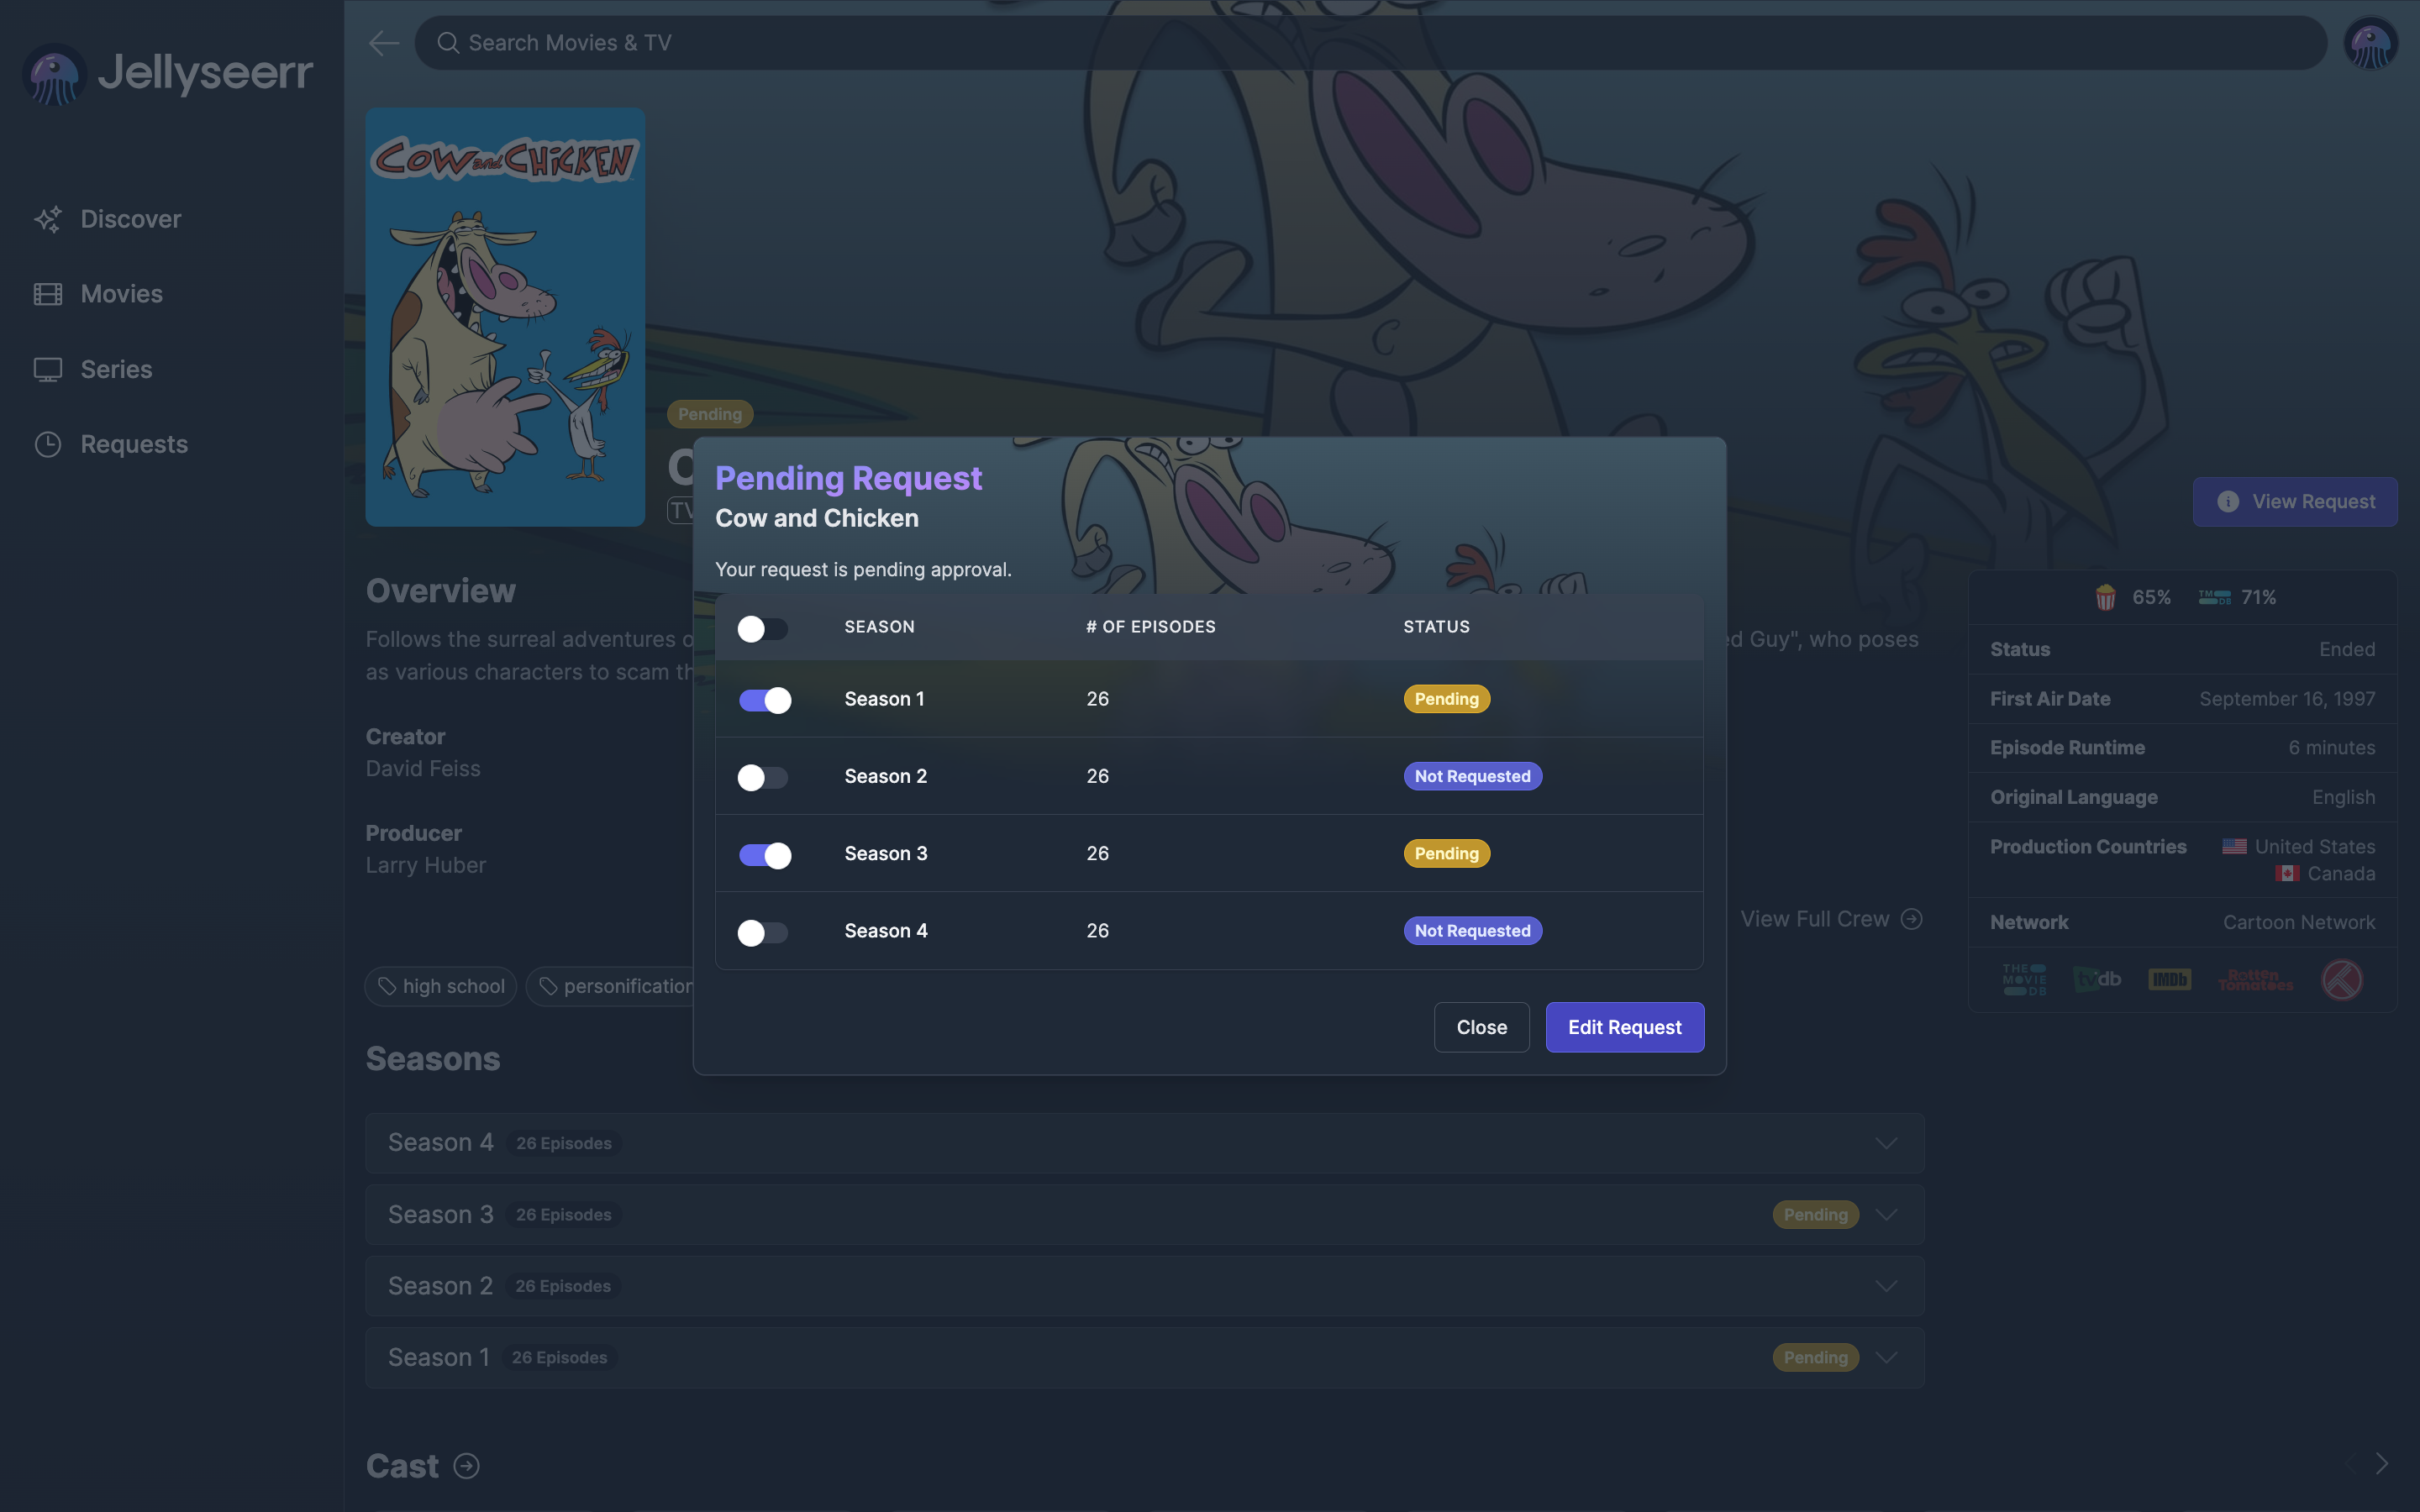 Jellyseerr
Search Movies & TV
Discover
Movies
Series
Requests
COW and CHICKEN
Pending
C
TV
View Request
Pending Request
Cow and Chicken
Your request is pending approval.
SEASON # OF EPISODES STATUS
Season 1 26 Pending
Season 2 26 Not Requested
Season 3 26 Pending
Season 4 26 Not Requested
Close Edit Request
Overview
Follows the surreal adventures o
ed Guy", who poses
as various characters to scam th
Creator
David Feiss
Producer
Larry Huber
View Full Crew
high school personification
65% TMDB 71%
Status Ended
First Air Date September 16, 1997
Episode Runtime 6 minutes
Original Language English
Production Countries United States
Canada
Network Cartoon Network
THE MOVIE DB tvdb IMDb Rotten Tomatoes
Seasons
Season 4 26 Episodes
Season 3 26 Episodes Pending
Season 2 26 Episodes
Season 1 26 Episodes Pending
Cast